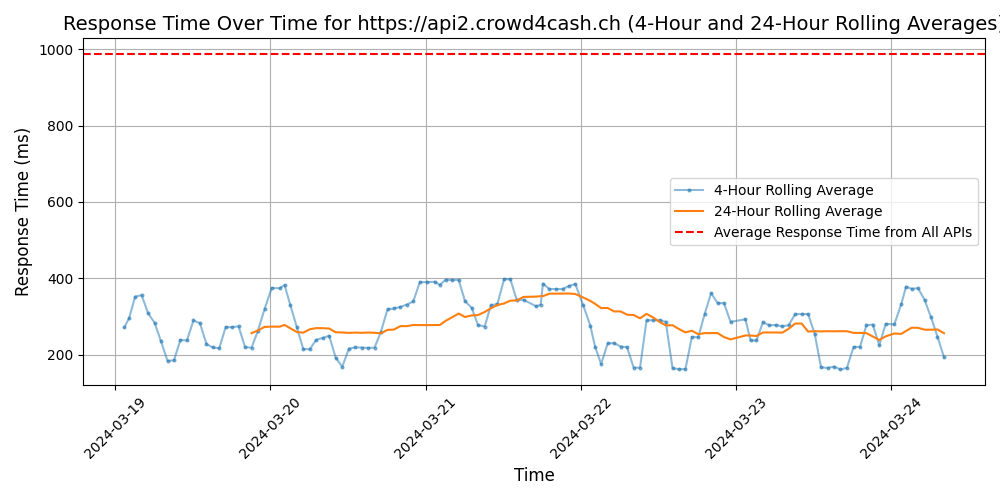 Response Time Over Time for https://api2.crowd4cash.ch (4-Hour and 24-Hour Rolling Averages)
Response Time (ms)
1000
800
600
400
200
4-Hour Rolling Average
24-Hour Rolling Average
Average Response Time from All APIs
2024-03-19
2024-03-20
2024-03-21
2024-03-22
2024-03-23
2024-03-24
Time